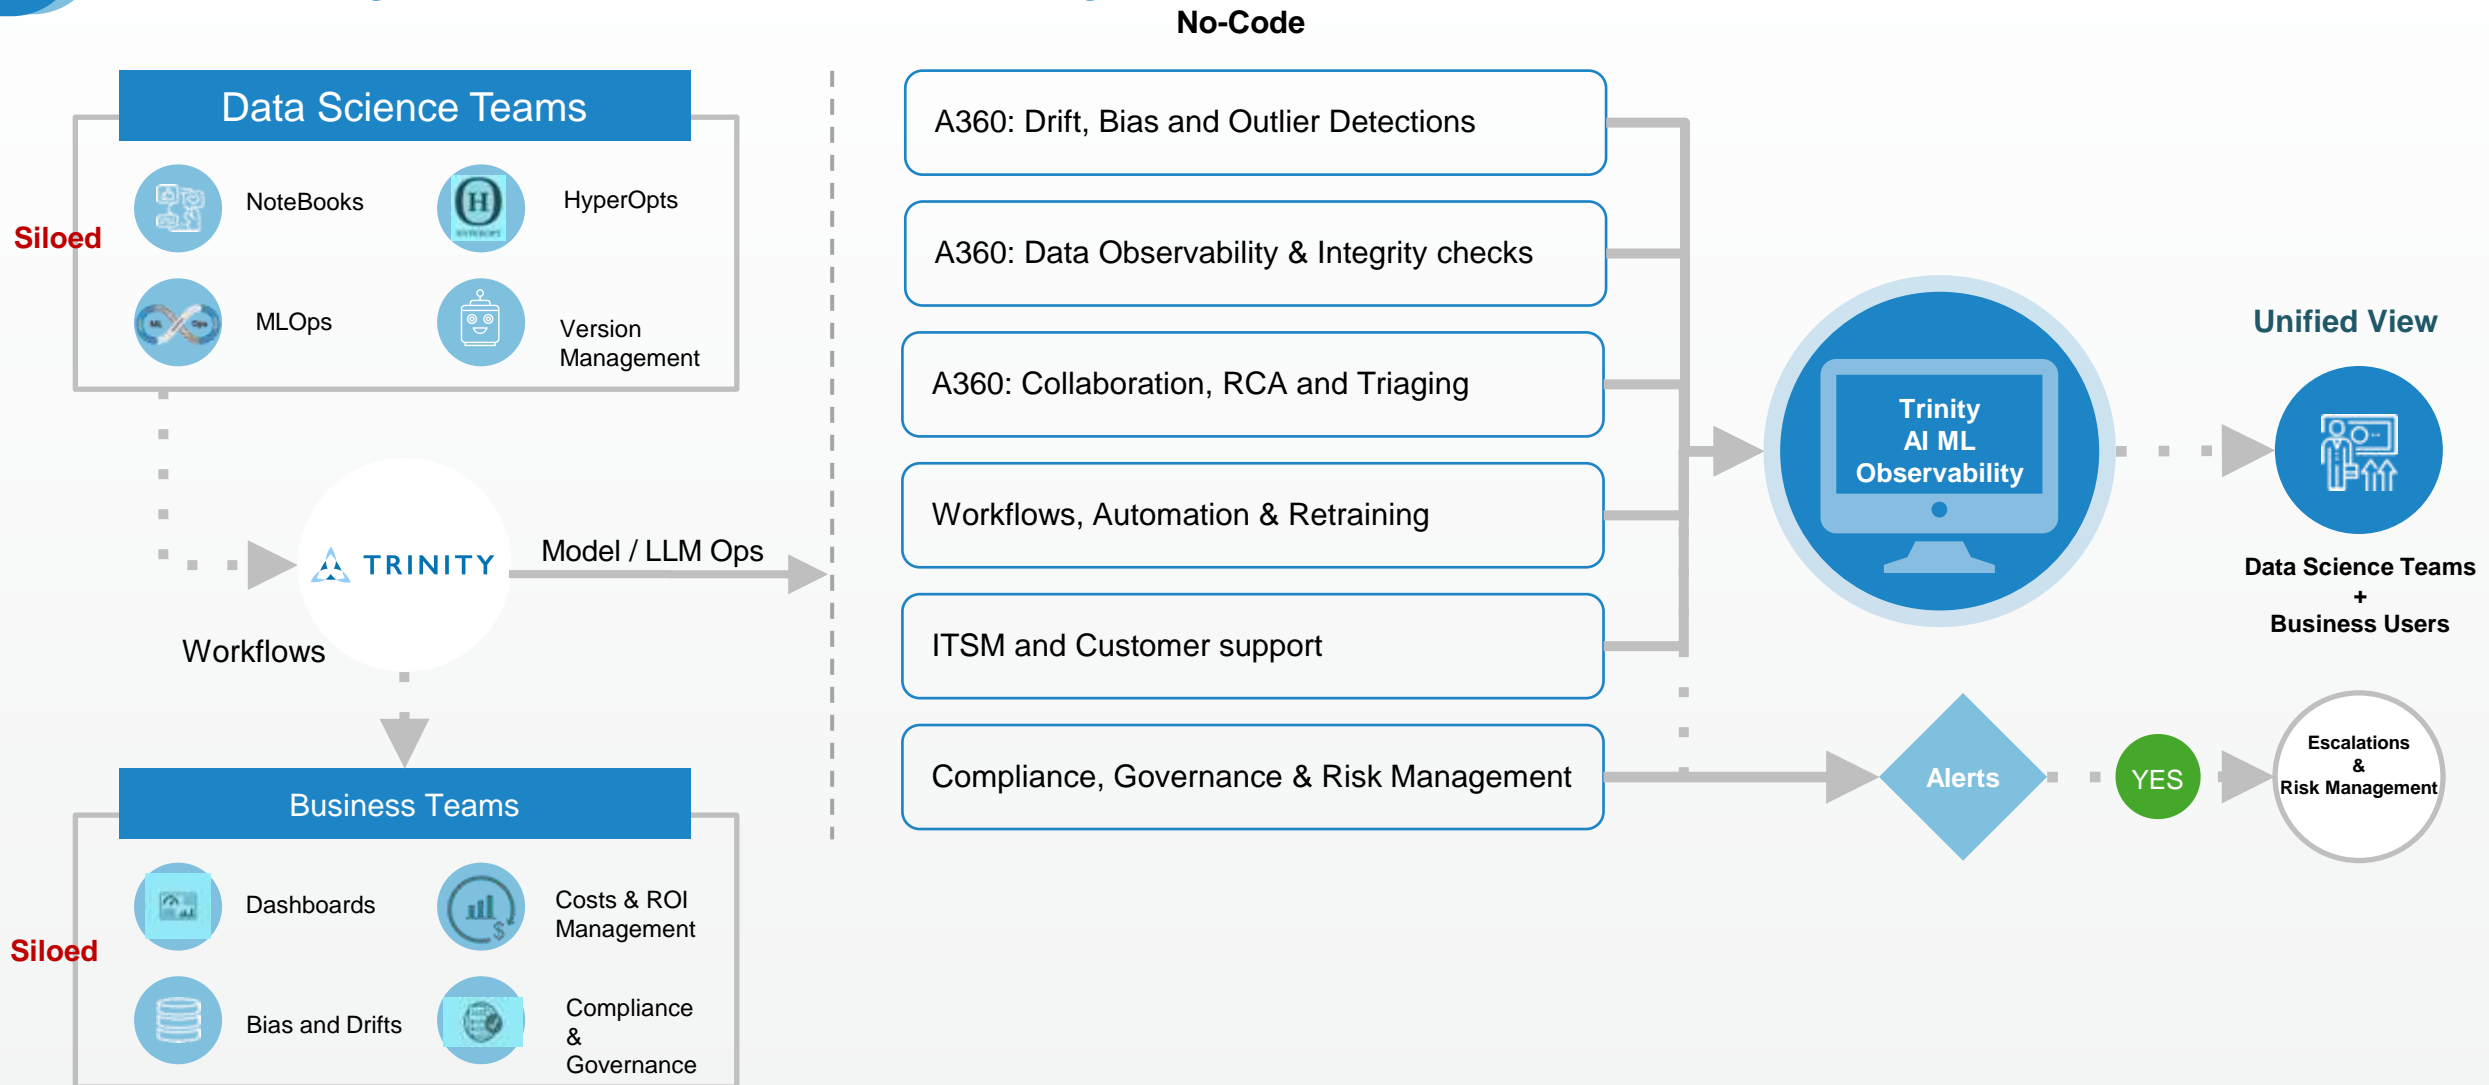 No-Code
Data Science Teams
Siloed
NoteBooks
HyperOpts
MLOps
Version
Management
TRINITY
Model / LLM Ops
Workflows
Business Teams
Siloed
Dashboards
Costs & ROI
Management
Bias and Drifts
Compliance
&
Governance
A360: Drift, Bias and Outlier Detections
A360: Data Observability & Integrity checks
A360: Collaboration, RCA and Triaging
Workflows, Automation & Retraining
ITSM and Customer support
Compliance, Governance & Risk Management
Trinity
AI ML
Observability
Unified View
Data Science Teams
+
Business Users
Alerts
YES
Escalations
&
Risk Management